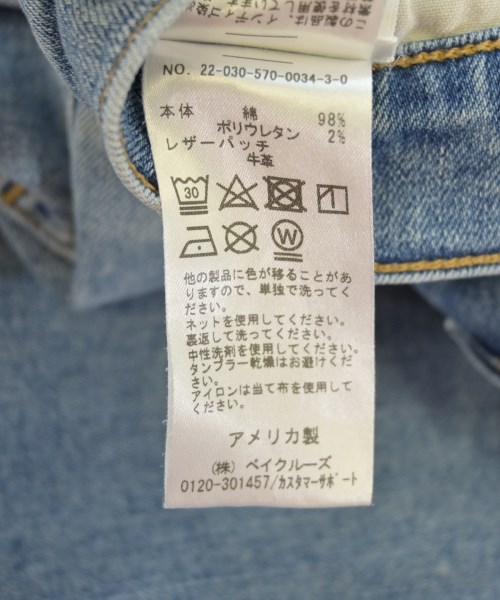 この製品は、
NO. 22-030-570-0034-3-0
本体 綿 98%
ポリウレタン 2%
レザーパッチ
牛革
30
W
他の製品に色が移ることがあ
りますので、単独で洗ってく
ださい。
ネットを使用してください。
裏返して洗ってください。
中性洗剤を使用してください。
タンブラー乾燥はお避けくだ
さい。
アイロンは当て布を使用して
ください。
アメリカ製
(株) ベイクルーズ
0120-301457/カスタマーサポート